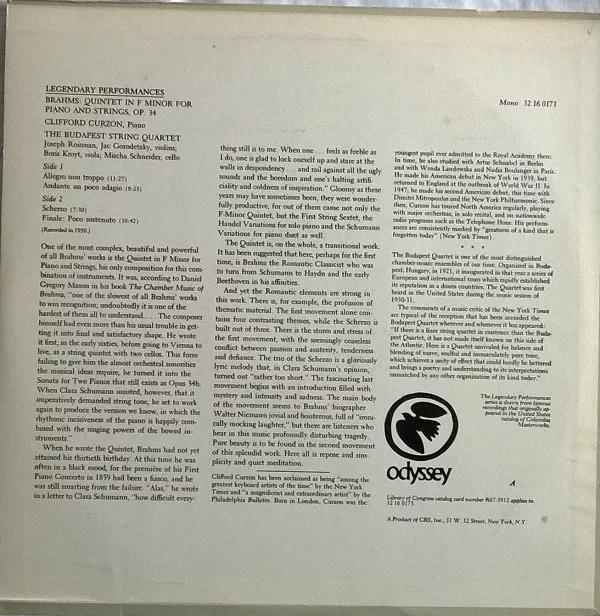 LEGENDARY PERFORMANCES
BRAHMS: QUINTET IN F MINOR FOR
PIANO AND STRINGS, OP. 34
CLIFFORD CURZON, Piano
THE BUDAPEST STRING QUARTET
Joseph Roisman, Jac Gorodetzky, violins;
Boris Kroyt, viola; Mischa Schneider, cello
Side 1
Allegro non troppo (11:27)
Andante un poco adagio (8:23)
Side 2
Scherzo (7:30)
Finale: Poco sostenuto (10:42)
(Recorded in 1950.)
One of the most complex, beautiful and powerful
of all Brahms' works is the Quintet in F Minor for
Piano and Strings, his only composition for this com-
bination of instruments. It was, according to Daniel
Gregory Mason in his book The Chamber Music of
Brahms, "one of the slowest of all Brahms' works
to win recognition; undoubtedly it is one of the
hardest of them all to understand. . . . The composer
himself had even more than his usual trouble in get-
ting it into final and satisfactory shape. He wrote
it first, in the early sixties, before going to Vienna to
live, as a string quintet with two cellos. This form
failing to give him the almost orchestral sonorities
the musical ideas require, he turned it into the
Sonata for Two Pianos that still exists as Opus 34b.
When Clara Schumann insisted, however, that it
imperatively demanded string tone, he set to work
again to produce the version we know, in which the
rhythmic incisiveness of the piano is happily com-
bined with the singing powers of the bowed in-
struments."
When he wrote the Quintet, Brahms had not yet
attained his thirtieth birthday. At this time he was
often in a black mood, for the première of his First
Piano Concerto in 1859 had been a fiasco, and he
was still smarting from the failure. "Alas," he wrote
in a letter to Clara Schumann, "how difficult every-
thing still is to me. When one . . . feels as feeble as
I do, one is glad to lock oneself up and stare at the
walls in despondency . . . and rail against all the ugly
sounds and the boredom and one's halting artifi-
ciality and coldness of inspiration." Gloomy as these
years may have sometimes been, they were wonder-
fully productive, for out of them came not only the
F-Minor Quintet, but the First String Sextet, the
Handel Variations for solo piano and the Schumann
Variations for piano duet as well.
The Quintet is, on the whole, a transitional work.
It has been suggested that here, perhaps for the first
time, is Brahms the Romantic Classicist who was
to turn from Schumann to Haydn and the early
Beethoven in his affinities.
And yet the Romantic elements are strong in
this work. There is, for example, the profusion of
thematic material. The first movement alone con-
tains four contrasting themes, while the Scherzo is
built out of three. There is the storm and stress of
the first movement, with the seemingly ceaseless
conflict between passion and austerity, tenderness
and defiance. The trio of the Scherzo is a gloriously
lyric melody that, in Clara Schumann's opinion,
turned out "rather too short." The fascinating last
movement begins with an introduction filled with
mystery and intensity and sadness. The main body
of the movement seems to Brahms' biographer
Walter Niemann jovial and boisterous, full of "ironi-
cally mocking laughter," but there are listeners who
hear in this music profoundly disturbing tragedy.
Pure beauty is to be found in the second movement
of this splendid work. Here all is repose and sim-
plicity and quiet meditation.
Clifford Curzon has been acclaimed as being "among the
greatest keyboard artists of the time" by the New York
Times and "a magnificent and extraordinary artist" by the
Philadelphia Bulletin. Born in London, Curzon was the
Mono 32 16 0173
youngest pupil ever admitted to the Royal Academy there.
In time, he also studied with Artur Schnabel in Berlin
and with Wanda Landowska and Nadia Boulanger in Paris.
He made his American debut in New York in 1939, but
returned to England at the outbreak of World War II. In
1947, he made his second American debut, this time with
Dimitri Mitropoulos and the New York Philharmonic. Since
then, Curzon has toured North America regularly, playing
with major orchestras, in solo recital, and on nationwide
radio programs such as the Telephone Hour. His perform-
ances are consistently marked by "greatness of a kind that is
forgotten today" (New York Times).
* * *
The Budapest Quartet is one of the most distinguished
chamber-music ensembles of our time. Organized in Buda-
pest, Hungary, in 1921, it inaugurated in that year a series of
European and international tours which rapidly established
its reputation in a dozen countries. The Quartet was first
heard in the United States during the music season of
1930-31.
The comments of a music critic of the New York Times
are typical of the reception that has been accorded the
Budapest Quartet wherever and whenever it has appeared:
"If there is a finer string quartet in existence than the Buda-
pest Quartet, it has not made itself known on this side of
the Atlantic. Here is a Quartet unrivaled for balance and
blending of suave, soulful and immaculately pure tone,
which achieves a unity of effect that could hardly be bettered
and brings a poetry and understanding to its interpretations
unmatched by any other organization of its kind today."
The Legendary Performances
series is drawn from famous
recordings that originally ap-
peared in the United States
catalog of Columbia
Masterworks.
odyssey
Library of Congress catalog card number R67-3912 applies to
32 16 0173.
A Product of CBS, Inc., 51 W. 52 Street, New York, N.Y.